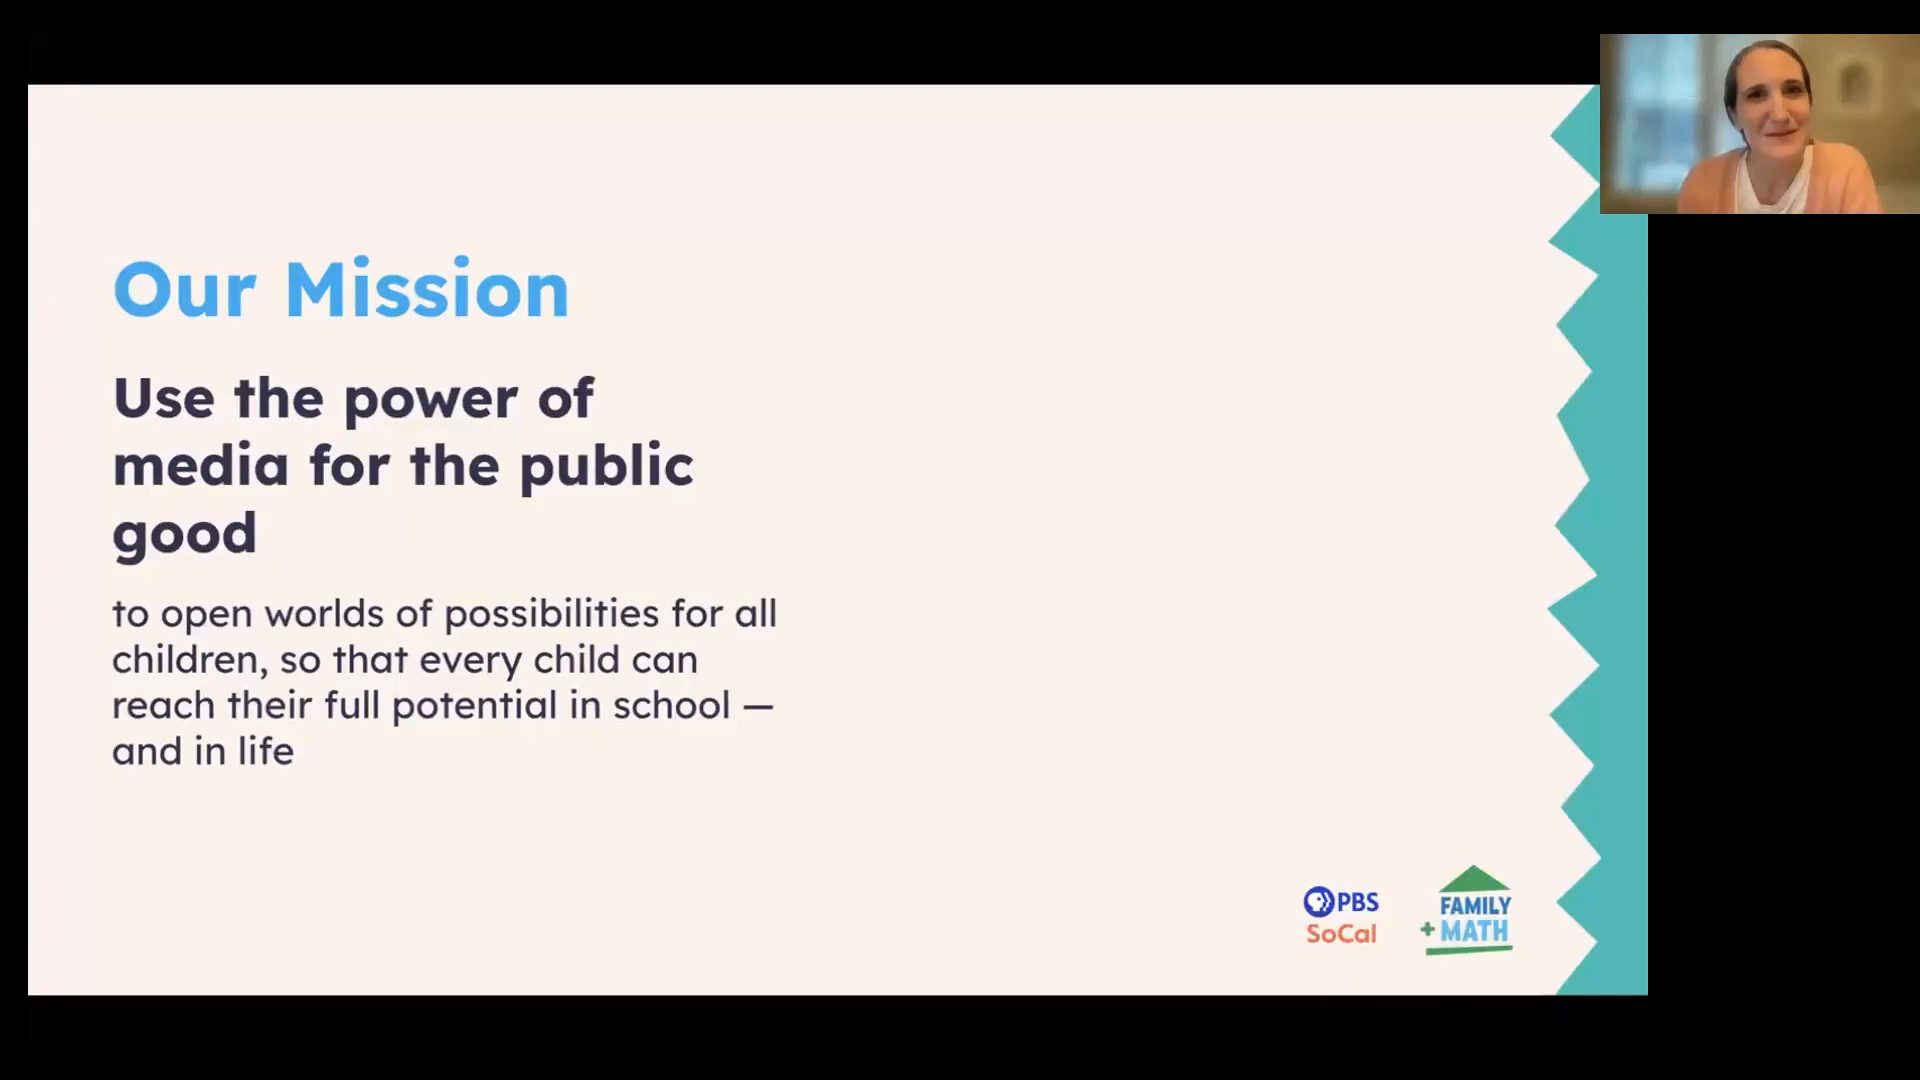 Our Mission
Use the power of
media for the public
good
to open worlds of possibilities for all
children, so that every child can
reach their full potential in school —
and in life
PBS
SoCal
FAMILY
+ MATH